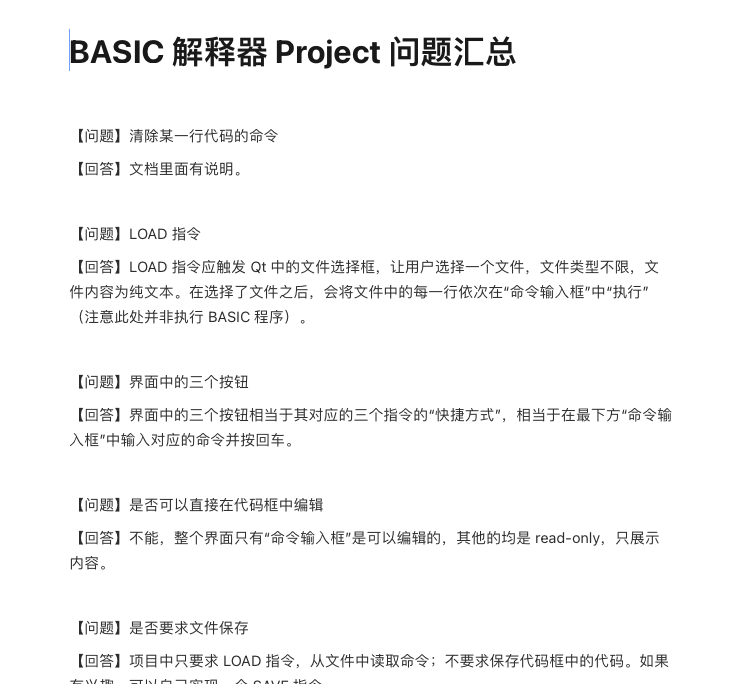 BASIC 解释器 Project 问题汇总
【问题】清除某一行代码的命令
【回答】文档里面有说明。
【问题】LOAD 指令
【回答】LOAD 指令应触发 Qt 中的文件选择框，让用户选择一个文件，文件类型不限，文
件内容为纯文本。在选择了文件之后，会将文件中的每一行依次在“命令输入框”中“执行”
（注意此处并非执行 BASIC 程序）。
【问题】界面中的三个按钮
【回答】界面中的三个按钮相当于其对应的三个指令的“快捷方式”，相当于在最下方“命令输
入框”中输入对应的命令并按回车。
【问题】是否可以直接在代码框中编辑
【回答】不能，整个界面只有“命令输入框”是可以编辑的，其他的均是 read-only，只展示
内容。
【问题】是否要求文件保存
【回答】项目中只要求 LOAD 指令，从文件中读取命令；不要求保存代码框中的代码。如果
有兴趣，可以自己实现一个 SAVE 指令